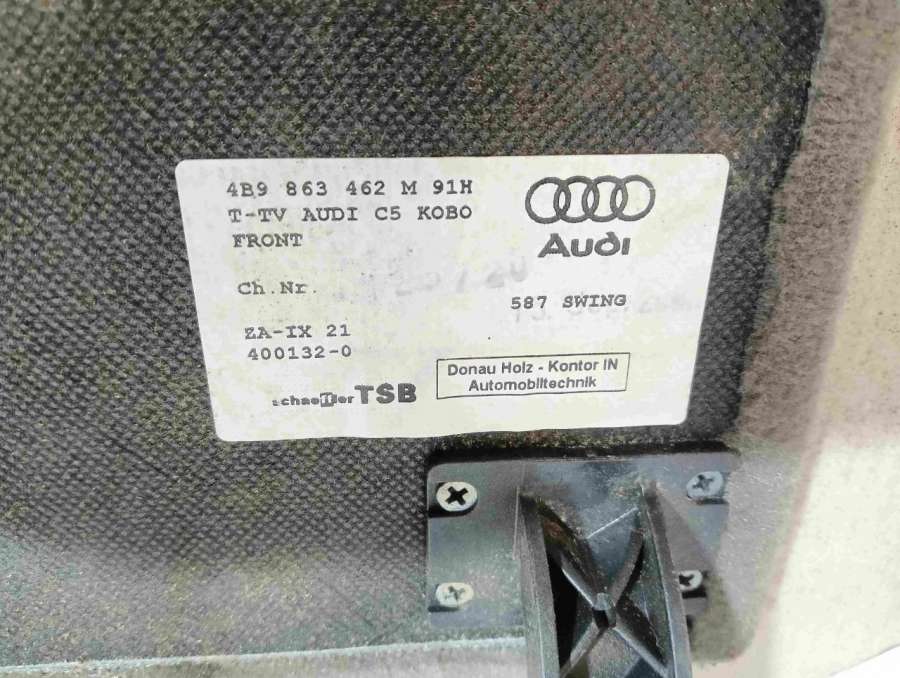 4B9 863 462 M 91H
T-TV AUDI C5 KOBO
FRONT
Audi
Ch.Nr.
587 SWING
ZA-IX 21
400132-0
schaeffler TSB
Donau Holz - Kontor IN
Automobiltechnik